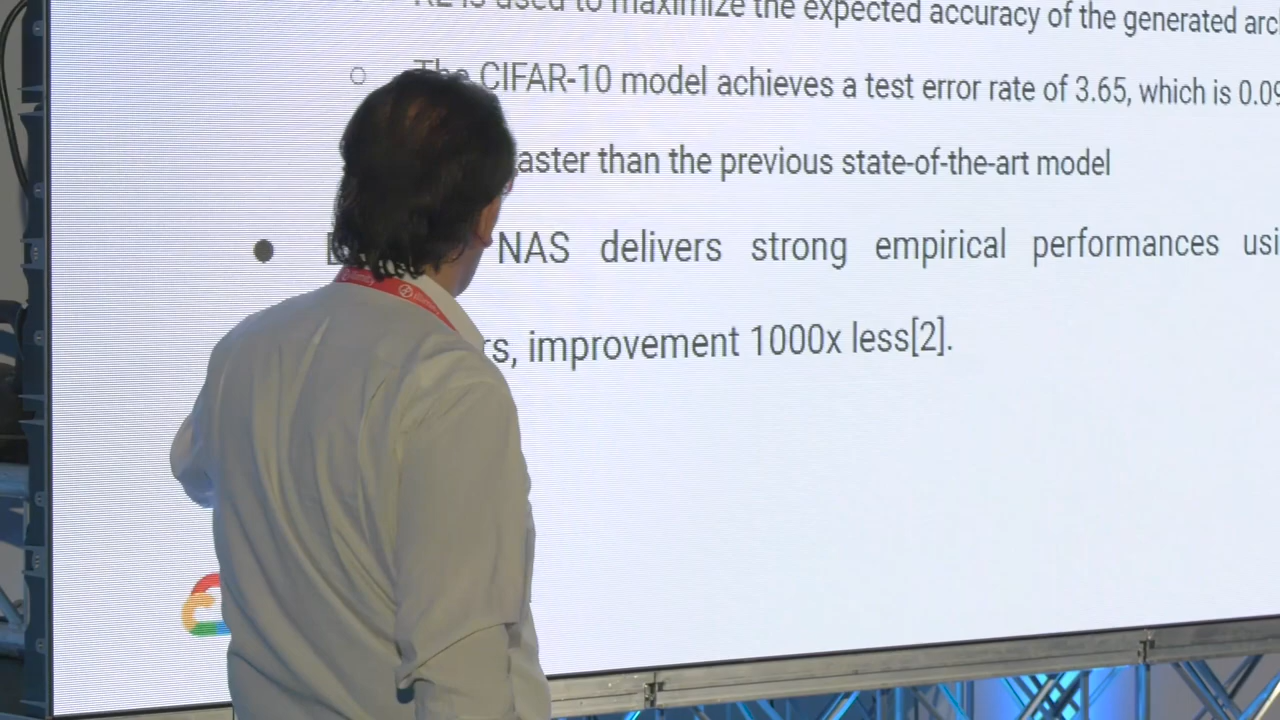 is used to maximize the expected accuracy of the generated
The CIFAR-10 model achieves a test error rate of 3.65, which is 0.09
aster than the previous state-of-the-art model
NAS delivers strong empirical performances usi
rs, improvement 1000x less[2].